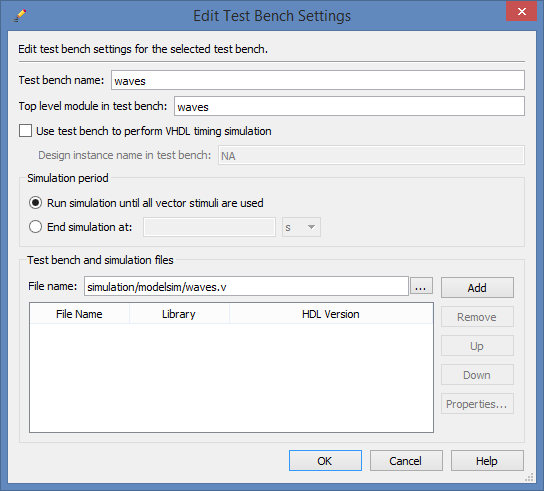 Edit Test Bench Settings
Edit test bench settings for the selected test bench.
Test bench name: waves
Top level module in test bench: waves
Use test bench to perform VHDL timing simulation
Design instance name in test bench: NA
Simulation period
Run simulation until all vector stimuli are used
End simulation at: s
Test bench and simulation files
File name: simulation/modelsim/waves.v ... Add
File Name Library HDL Version
Remove
Up
Down
Properties...
OK Cancel Help